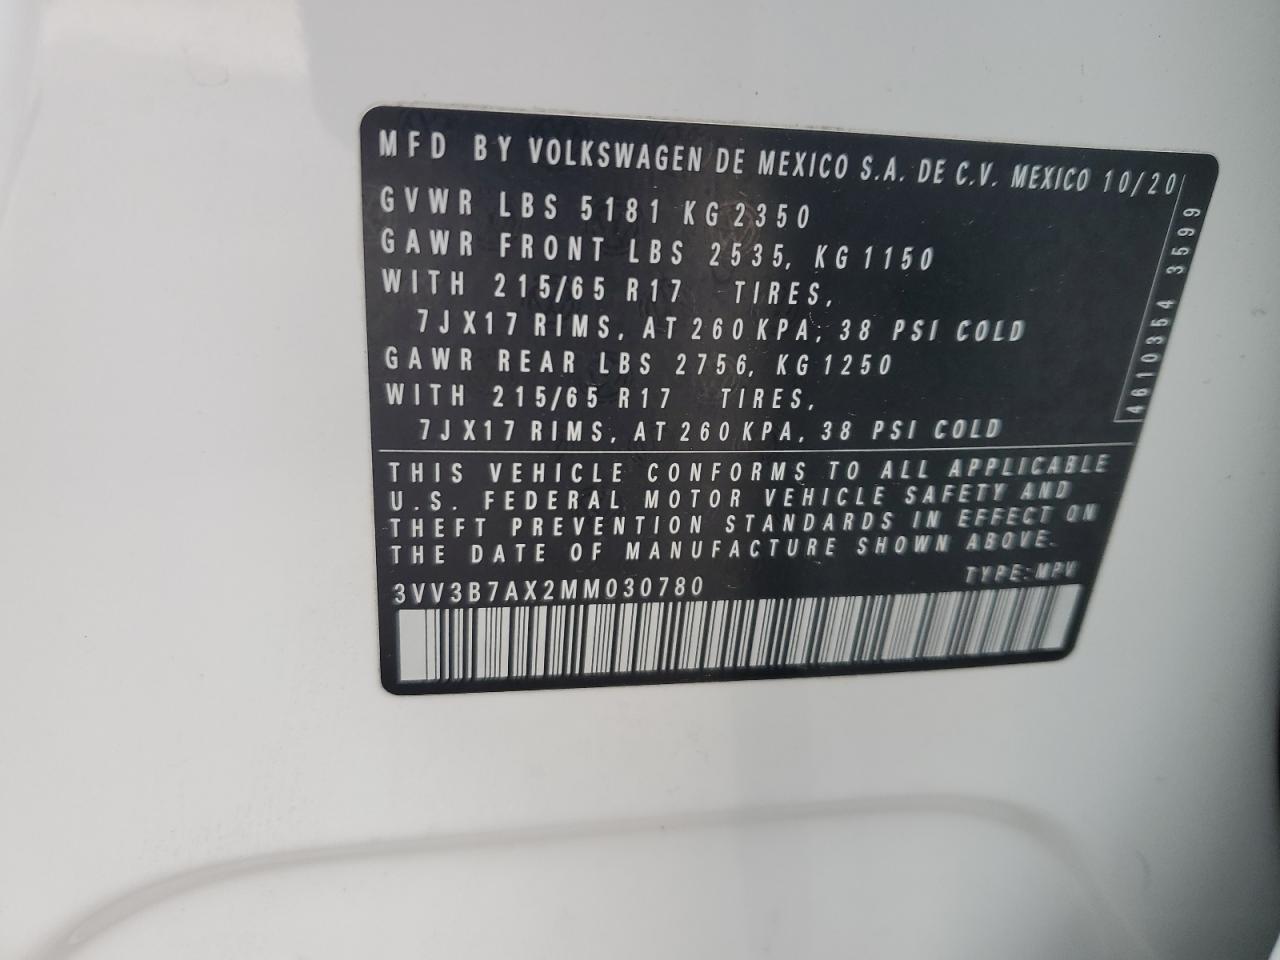 MFD BY VOLKSWAGEN DE MEXICO S.A. DE C.V. MEXICO 10/20
GVWR LBS 5181 KG 2350
GAWR FRONT LBS 2535, KG 1150
WITH 215/65 R17 TIRES,
7JX17 RIMS, AT 260 KPA, 38 PSI COLD
GAWR REAR LBS 2756, KG 1250
WITH 215/65 R17 TIRES,
7JX17 RIMS, AT 260 KPA, 38 PSI COLD
4610354 3599
THIS VEHICLE CONFORMS TO ALL APPLICABLE
U.S. FEDERAL MOTOR VEHICLE SAFETY AND
THEFT PREVENTION STANDARDS IN EFFECT ON
THE DATE OF MANUFACTURE SHOWN ABOVE.
TYPE: MPV
3VV3B7AX2MM030780